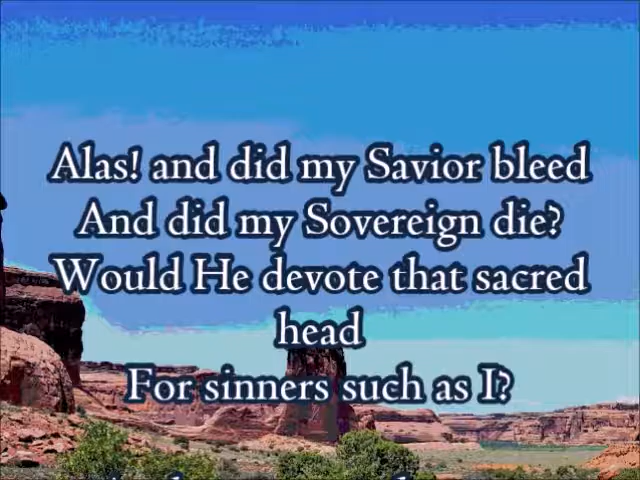 Alas! and did my Savior bleed
And did my Sovereign die?
Would He devote that sacred
head
For sinners such as I?